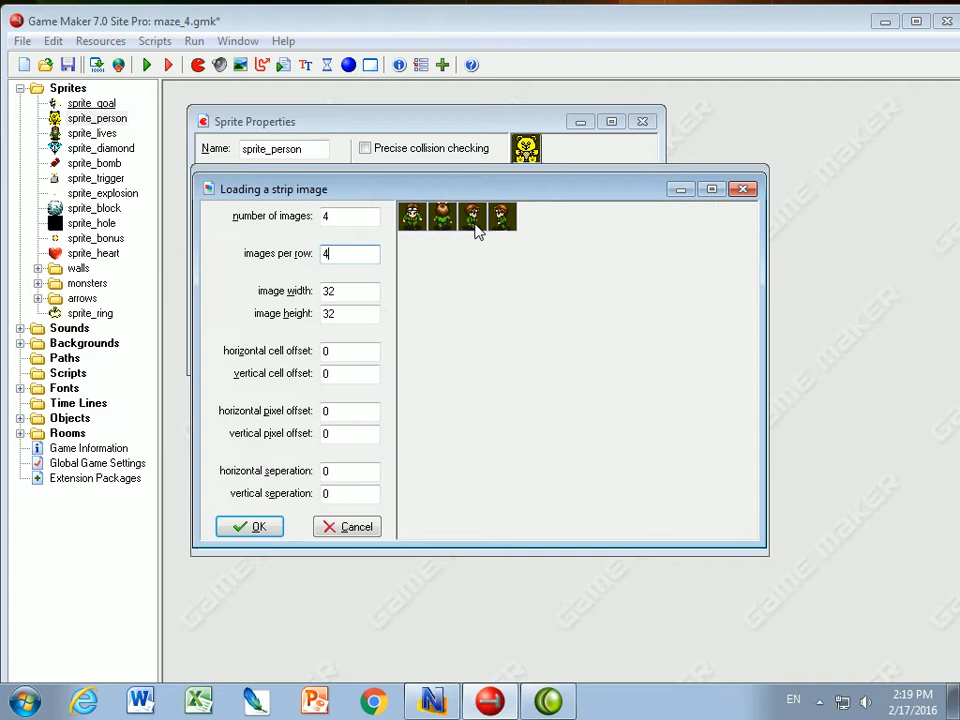 Game Maker 7.0 Site Pro: maze_4.gmk*
File Edit Resources Scripts Run Window Help
Sprites
sprite_goal
sprite_person
sprite_lives
sprite_diamond
sprite_bomb
sprite_trigger
sprite_explosion
sprite_block
sprite_hole
sprite_bonus
sprite_heart
walls
monsters
arrows
sprite_ring
Sounds
Backgrounds
Paths
Scripts
Fonts
Time Lines
Objects
Rooms
Game Information
Global Game Settings
Extension Packages
Sprite Properties
Name: sprite_person Precise collision checking
Loading a strip image
number of images: 4
images per row: 4
image width: 32
image height: 32
horizontal cell offset: 0
vertical cell offset: 0
horizontal pixel offset: 0
vertical pixel offset: 0
horizontal seperation: 0
vertical seperation: 0
OK Cancel
GAME MAKER
EN 2:19 PM
2/17/2016